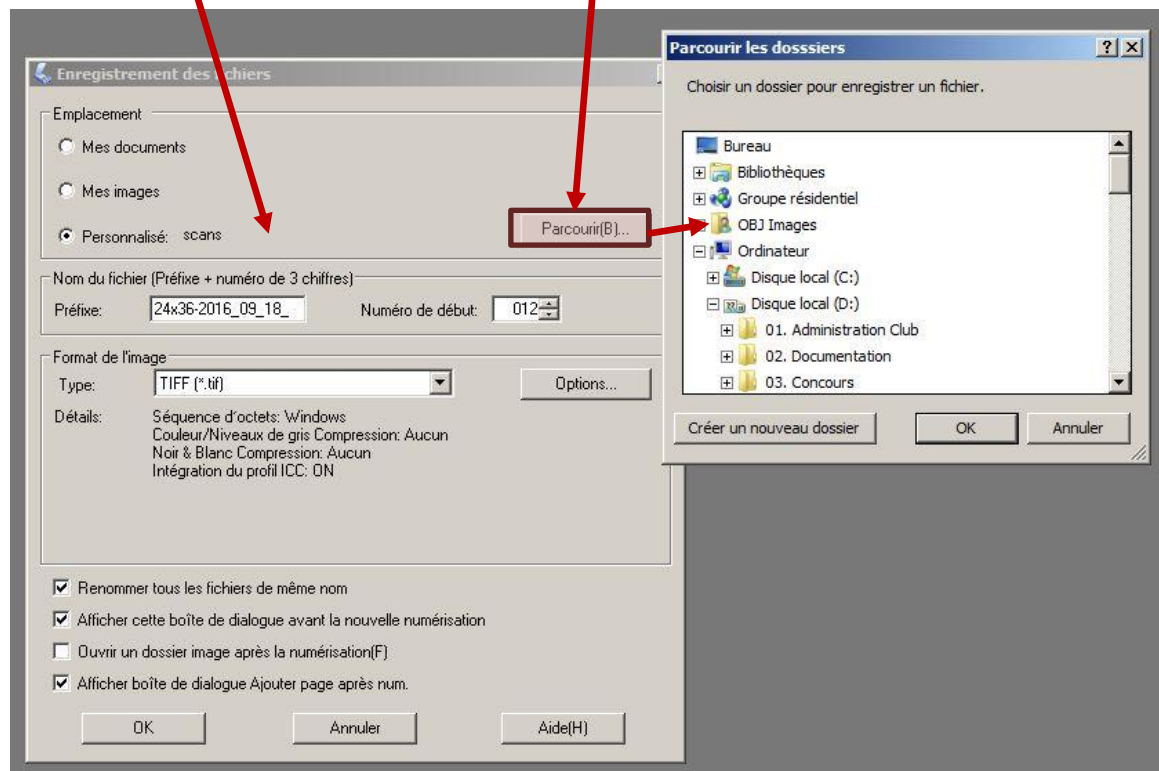 Enregistrement des fichiers
Emplacement
Mes documents
Mes images
Personnalisé: scans
Parcourir(B)...
Nom du fichier (Préfixe + numéro de 3 chiffres)
Préfixe: 24x36-2016_09_18_ Numéro de début: 012
Format de l'image
Type: TIFF (*.tif) Options...
Détails: Séquence d'octets: Windows
Couleur/Niveaux de gris Compression: Aucun
Noir & Blanc Compression: Aucun
Intégration du profil ICC: ON
Renommer tous les fichiers de même nom
Afficher cette boîte de dialogue avant la nouvelle numérisation
Ouvrir un dossier image après la numérisation(F)
Afficher boîte de dialogue Ajouter page après num.
OK Annuler Aide(H)
Parcourir les dosssiers
Choisir un dossier pour enregistrer un fichier.
Bureau
Bibliothèques
Groupe résidentiel
OBJ Images
Ordinateur
Disque local (C:)
Disque local (D:)
01. Administration Club
02. Documentation
03. Concours
Créer un nouveau dossier OK Annuler